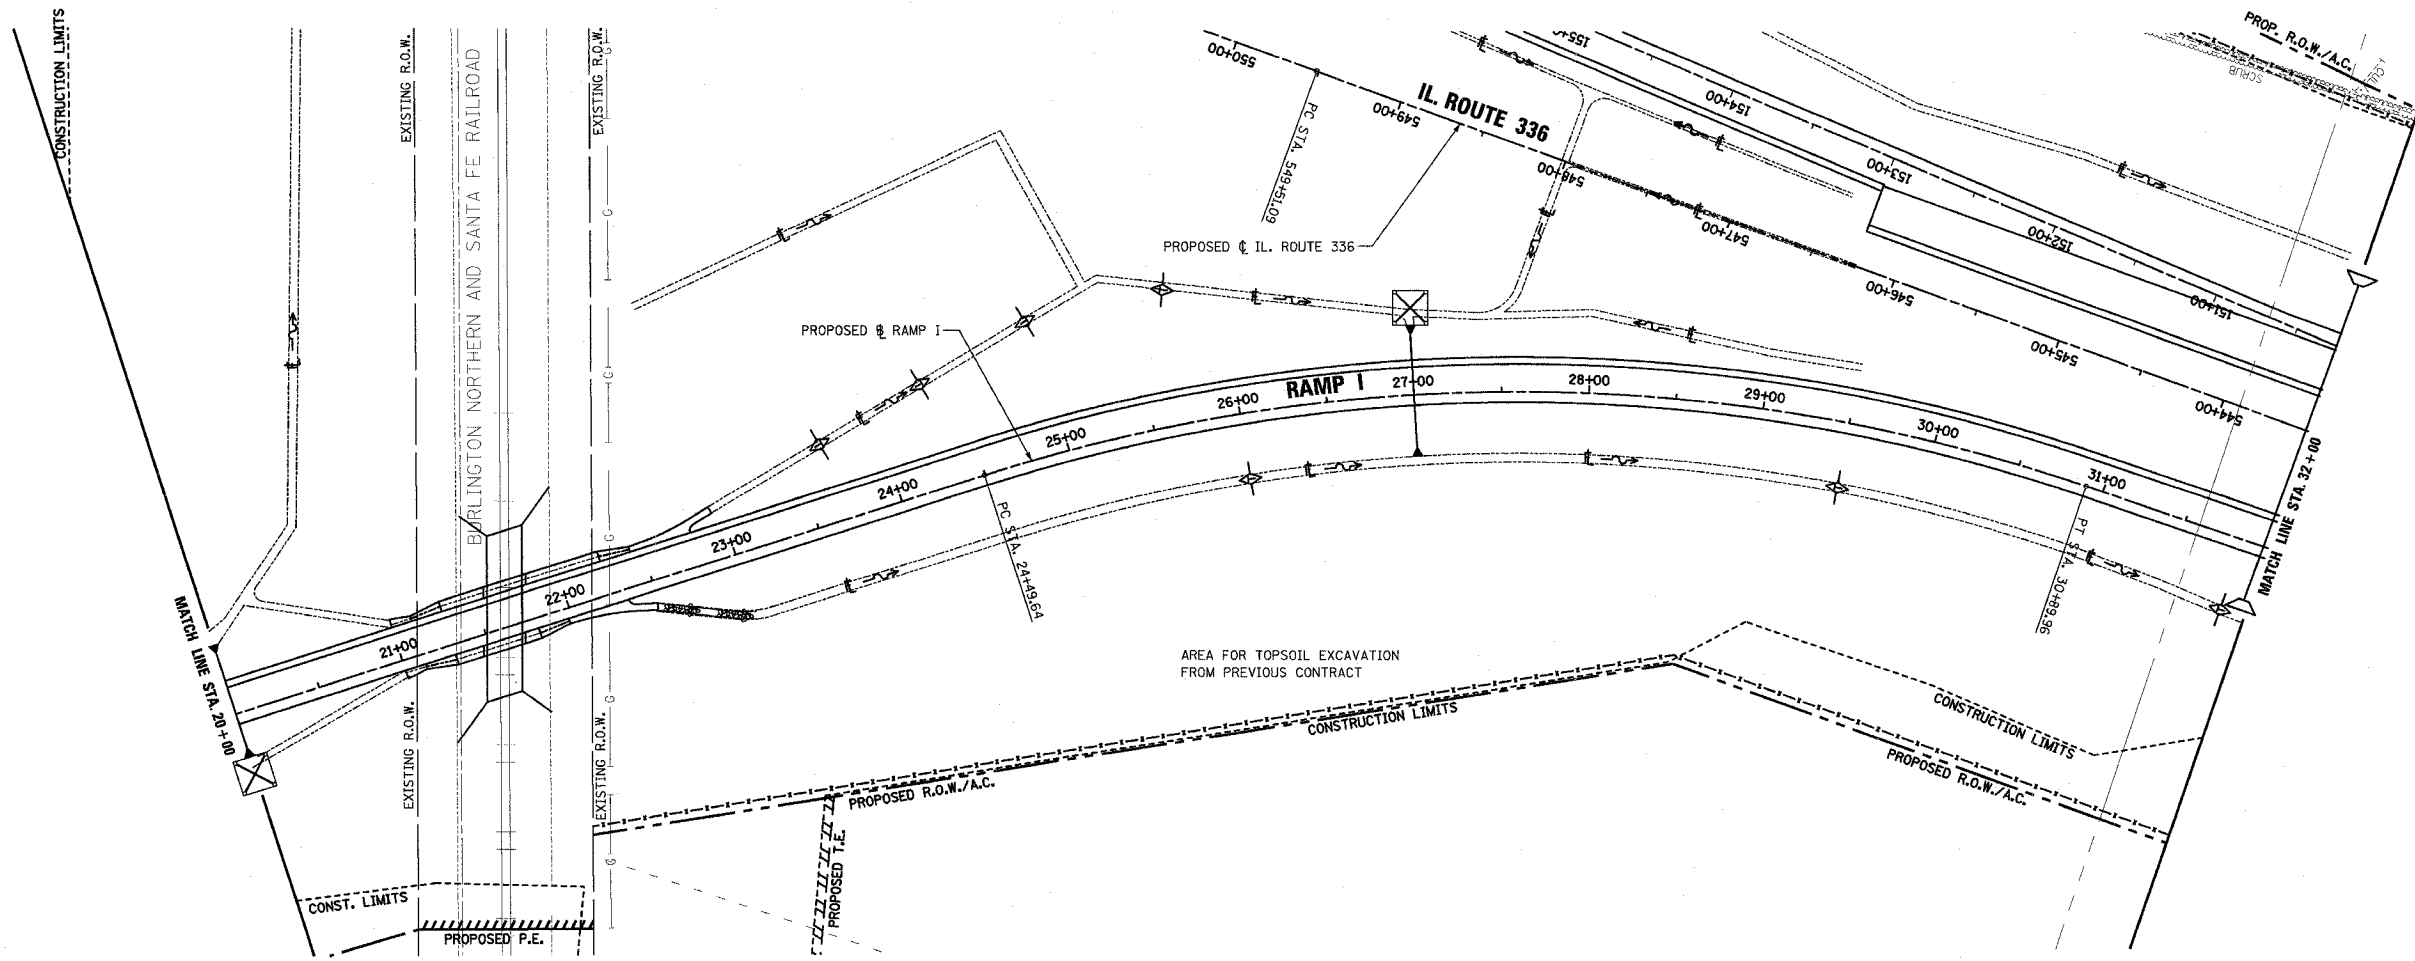 CONSTRUCTION LIMITS
EXISTING R.O.W.
BURLINGTON NORTHERN AND SANTA FE RAILROAD
EXISTING R.O.W.
G
G
G
G
G
G
G
550+00
PC STA. 549+51.09
549+00
IL. ROUTE 336
548+00
547+00
546+00
545+00
544+00
PROPOSED ℄ IL. ROUTE 336
155+
154+00
153+00
152+00
151+00
PROP. R.O.W./A.C.
SCRUB
PROPOSED ℄ RAMP I
RAMP I
21+00
22+00
23+00
24+00
25+00
26+00
27+00
28+00
29+00
30+00
31+00
PC STA. 24+49.64
PT STA. 30+89.96
MATCH LINE STA. 20+00
MATCH LINE STA. 32+00
AREA FOR TOPSOIL EXCAVATION
FROM PREVIOUS CONTRACT
CONSTRUCTION LIMITS
CONSTRUCTION LIMITS
PROPOSED R.O.W./A.C.
PROPOSED R.O.W./A.C.
EXISTING R.O.W.
EXISTING R.O.W.
PROPOSED T.E.
CONST. LIMITS
PROPOSED P.E.